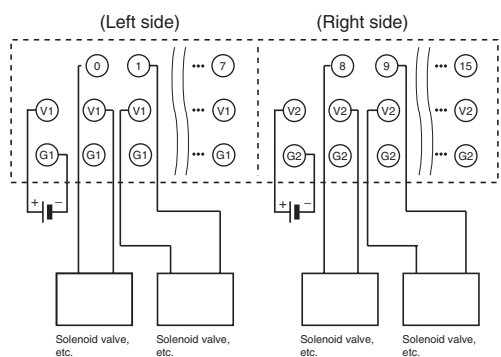 (Left side) (Right side)
0 1 ••• 7 8 9 ••• 15
V1 V1 V1 ••• V1 V2 V2 V2 ••• V2
G1 G1 G1 ••• G1 G2 G2 G2 ••• G2
+ − + −
Solenoid valve, etc.
Solenoid valve, etc.
Solenoid valve, etc.
Solenoid valve, etc.